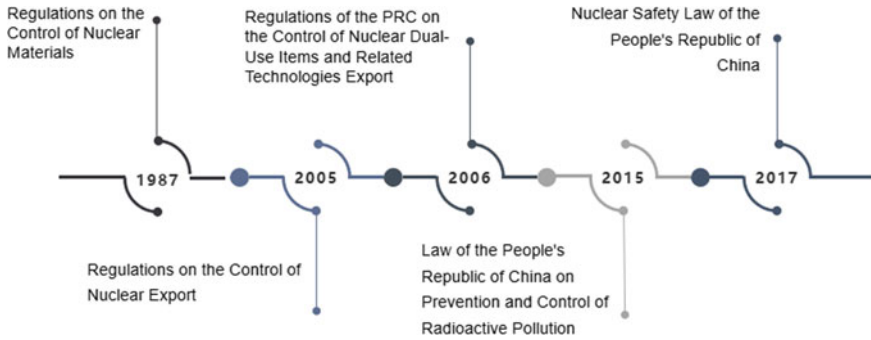 Regulations on the
Control of Nuclear
Materials
Regulations of the PRC on
the Control of Nuclear Dual-
Use Items and Related
Technologies Export
Nuclear Safety Law of the
People's Republic of
China
1987
2005
2006
2015
2017
Regulations on the Control of
Nuclear Export
Law of the People's
Republic of China on
Prevention and Control of
Radioactive Pollution